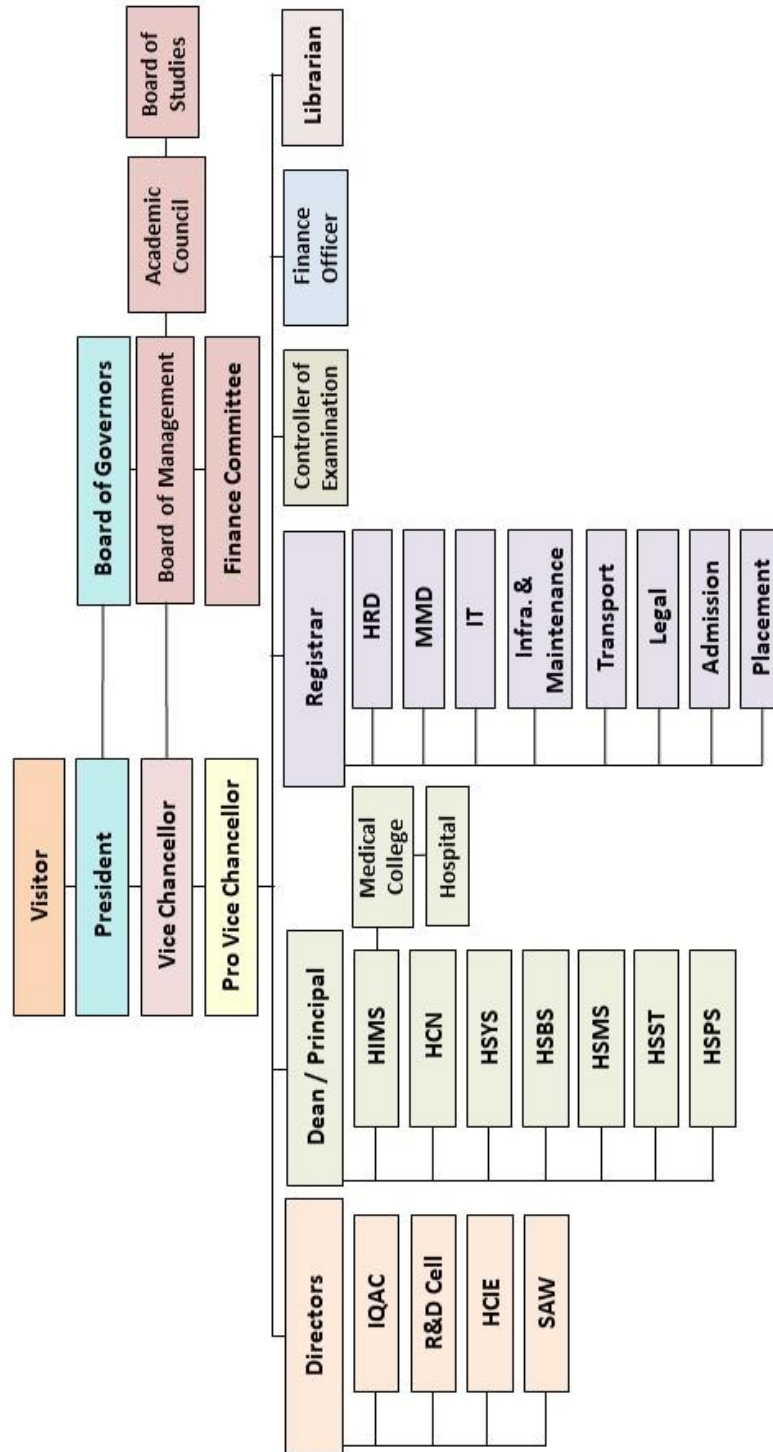 Visitor
President
Board of Governors
Vice Chancellor
Board of Management
Academic
Council
Board of
Studies
Pro Vice Chancellor
Finance Committee
Directors
IQAC
R&D Cell
HCIE
SAW
Dean / Principal
HIMS
HCN
HSYS
HSBS
HSMS
HSST
HSPS
Medical
College
Hospital
Registrar
HRD
MMD
IT
Infra. &
Maintenance
Transport
Legal
Admission
Placement
Controller of
Examination
Finance
Officer
Librarian